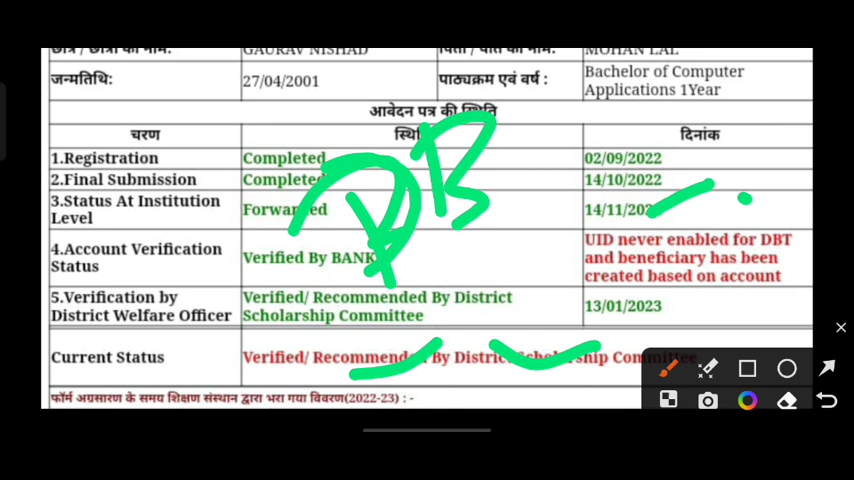 छात्र / छात्रा का नाम: GAURAV NISHAD पिता / पति का नाम: MOHAN LAL
जन्मतिथि: 27/04/2001 पाठ्यक्रम एवं वर्ष : Bachelor of Computer
Applications 1Year
आवेदन पत्र की स्थिति
चरण दिनांक
1.Registration Completed 02/09/2022
2.Final Submission Completed 14/10/2022
3.Status At Institution
Level Forwarded
4.Account Verification
Status Verified By BANK UID never enabled for DBT
and beneficiary has been
created based on account
5.Verification by
District Welfare Officer Verified/ Recommended By District
Scholarship Committee 13/01/2023
Current Status Verified/ Recommended By District Scholarship Committee
फॉर्म अग्रसारण के समय शिक्षण संस्थान द्वारा भरा गया विवरण(2022-23) : -